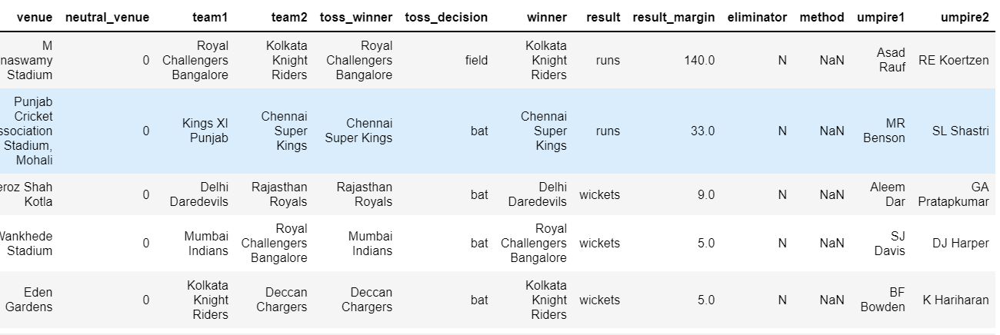 venue neutral_venue team1 team2 toss_winner toss_decision winner result result_margin eliminator method umpire1 umpire2
M naswamy Stadium 0 Royal Challengers Bangalore Kolkata Knight Riders Royal Challengers Bangalore field Kolkata Knight Riders runs 140.0 N NaN Asad Rauf RE Koertzen
Punjab Cricket ssociation Stadium, Mohali 0 Kings XI Punjab Chennai Super Kings Chennai Super Kings bat Chennai Super Kings runs 33.0 N NaN MR Benson SL Shastri
eroz Shah Kotla 0 Delhi Daredevils Rajasthan Royals Rajasthan Royals bat Delhi Daredevils wickets 9.0 N NaN Aleem Dar GA Pratapkumar
Wankhede Stadium 0 Mumbai Indians Royal Challengers Bangalore Mumbai Indians bat Royal Challengers Bangalore wickets 5.0 N NaN SJ Davis DJ Harper
Eden Gardens 0 Kolkata Knight Riders Deccan Chargers Deccan Chargers bat Kolkata Knight Riders wickets 5.0 N NaN BF Bowden K Hariharan